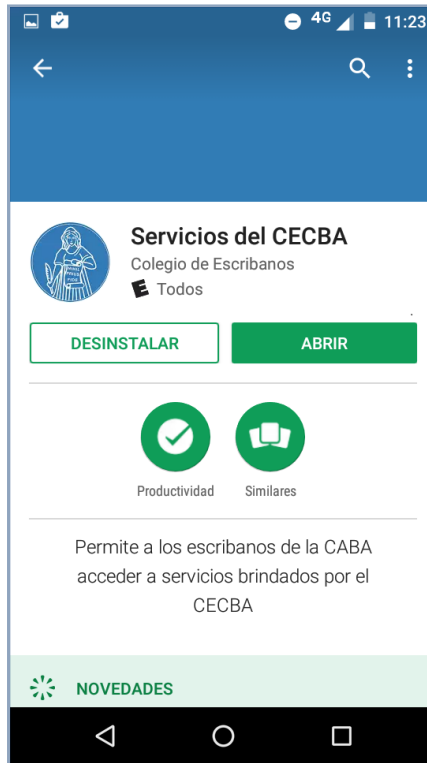 4G 11:23
Servicios del CECBA
Colegio de Escribanos
E Todos
DESINSTALAR ABRIR
Productividad Similares
Permite a los escribanos de la CABA
acceder a servicios brindados por el
CECBA
NOVEDADES